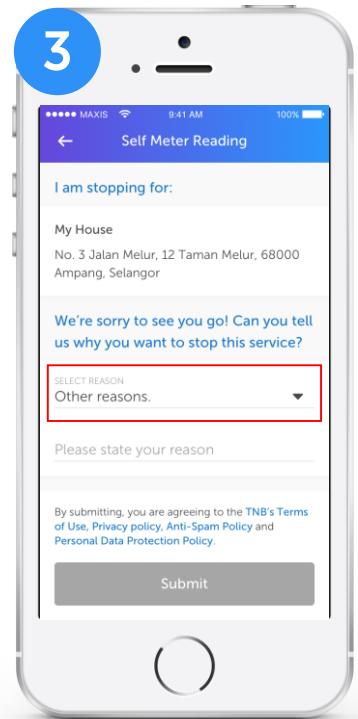 3
MAXIS 9:41 AM 100%
Self Meter Reading
I am stopping for:
My House
No. 3 Jalan Melur, 12 Taman Melur, 68000
Ampang, Selangor
We're sorry to see you go! Can you tell
us why you want to stop this service?
SELECT REASON
Other reasons.
Please state your reason
By submitting, you are agreeing to the TNB's Terms
of Use, Privacy policy, Anti-Spam Policy and
Personal Data Protection Policy.
Submit